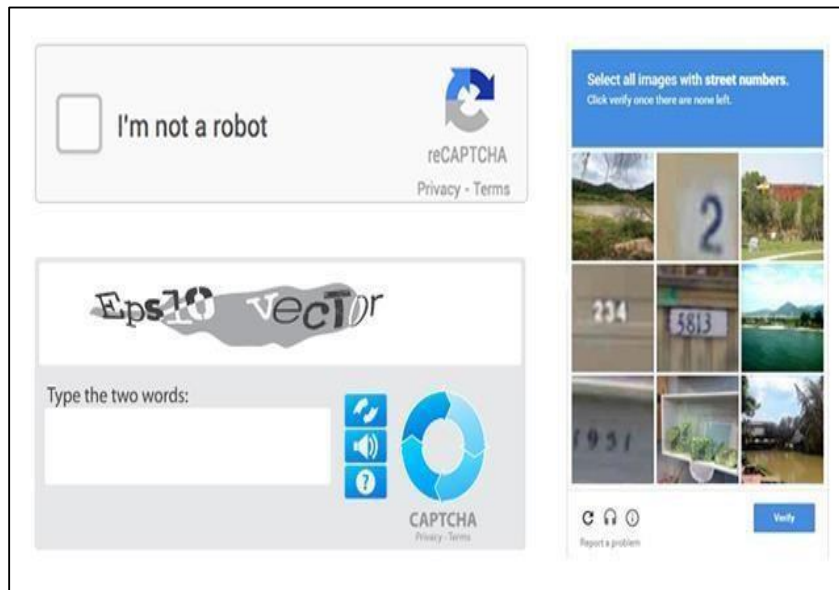 I'm not a robot
reCAPTCHA
Privacy - Terms
Eps10 vector
Type the two words:
?
CAPTCHA
Privacy - Terms
Select all images with street numbers.
Click verify once there are none left.
2
234
5813
1951
Report a problem
Verify